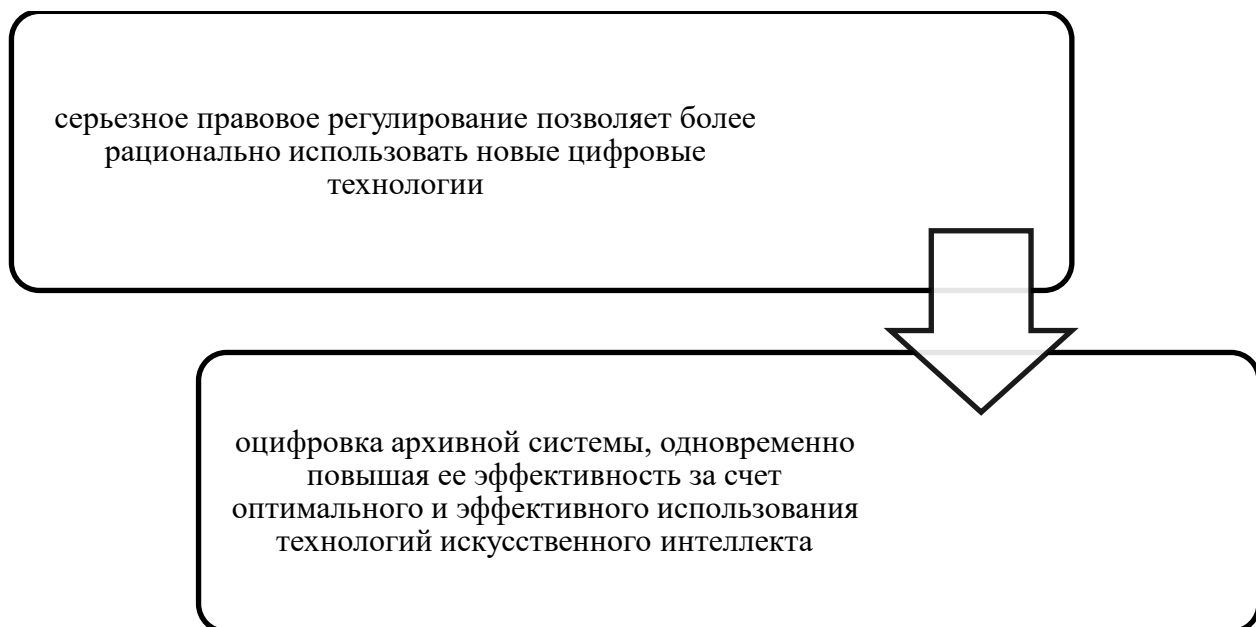 серьезное правовое регулирование позволяет более
рационально использовать новые цифровые
технологии
оцифровка архивной системы, одновременно
повышая ее эффективность за счет
оптимального и эффективного использования
технологий искусственного интеллекта